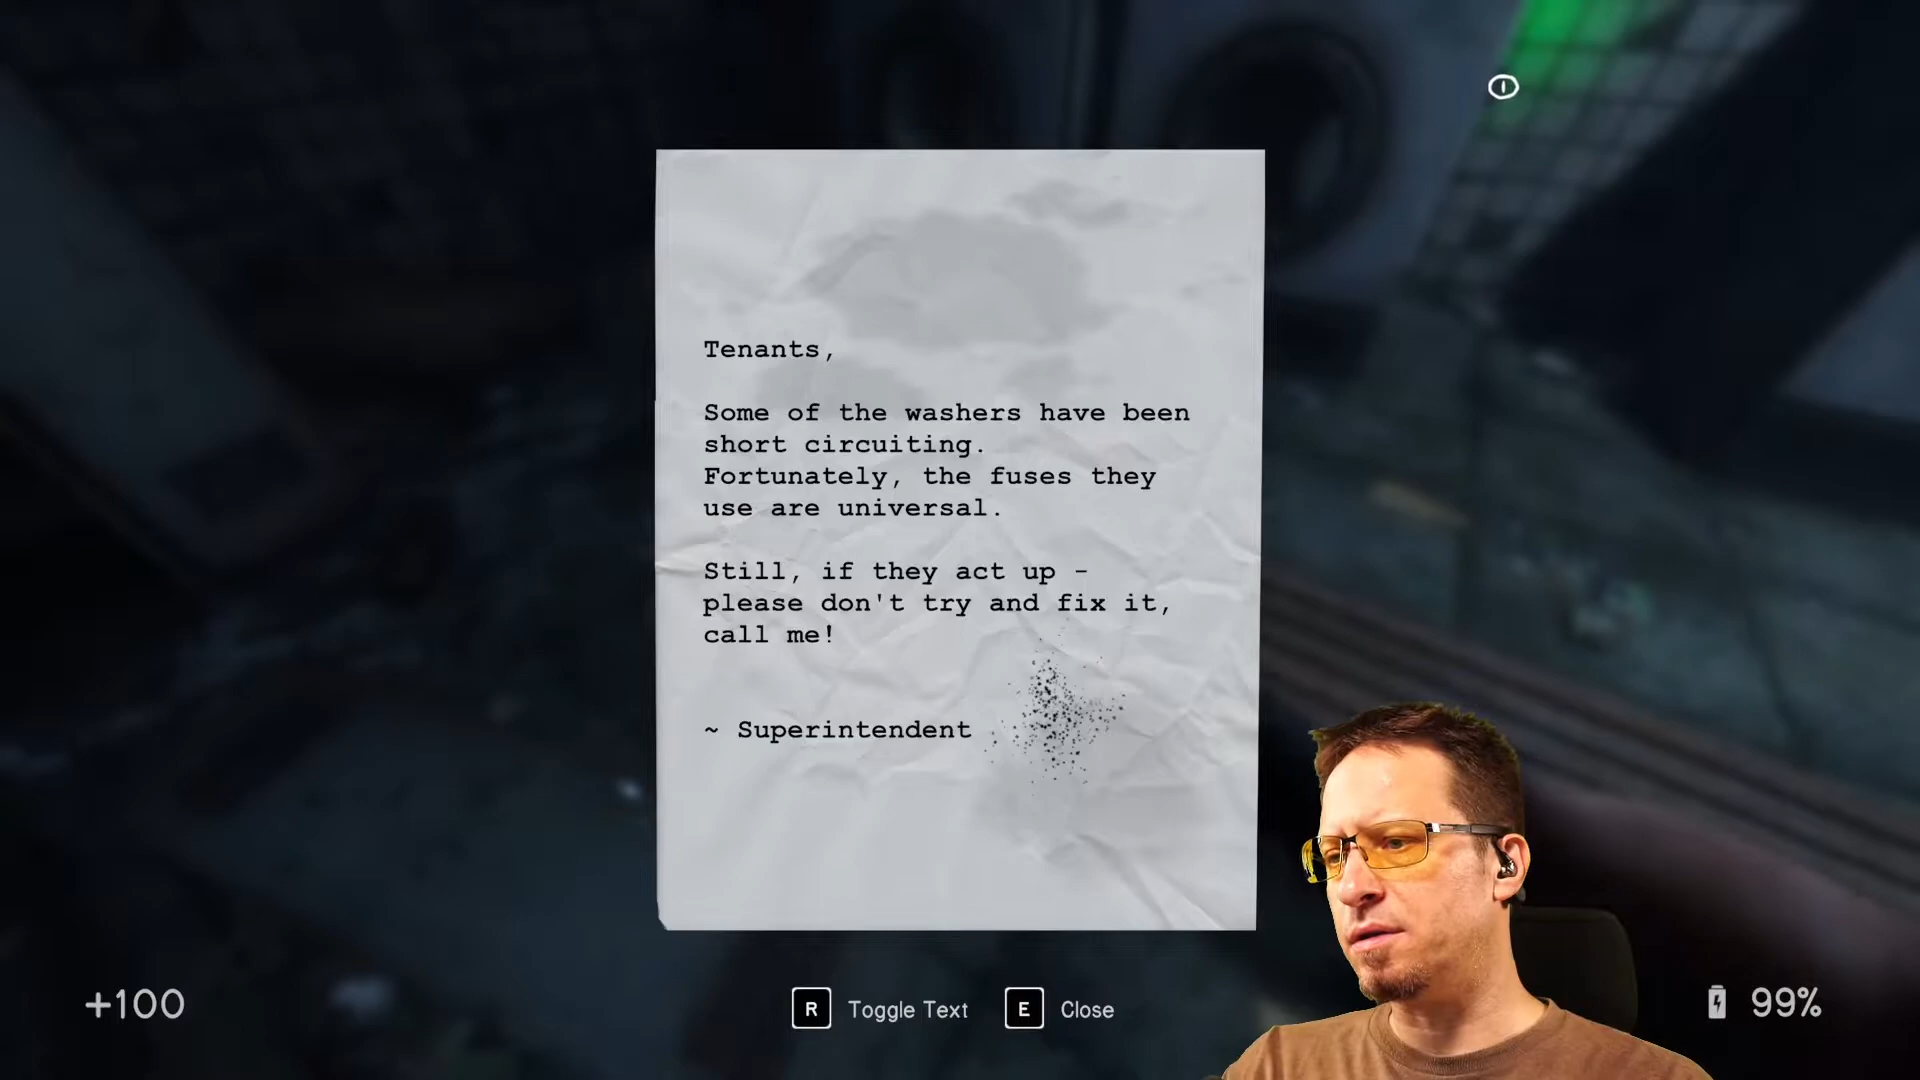 Tenants,
Some of the washers have been
short circuiting.
Fortunately, the fuses they
use are universal.
Still, if they act up -
please don't try and fix it,
call me!
~ Superintendent
+100
R Toggle Text E Close
99%